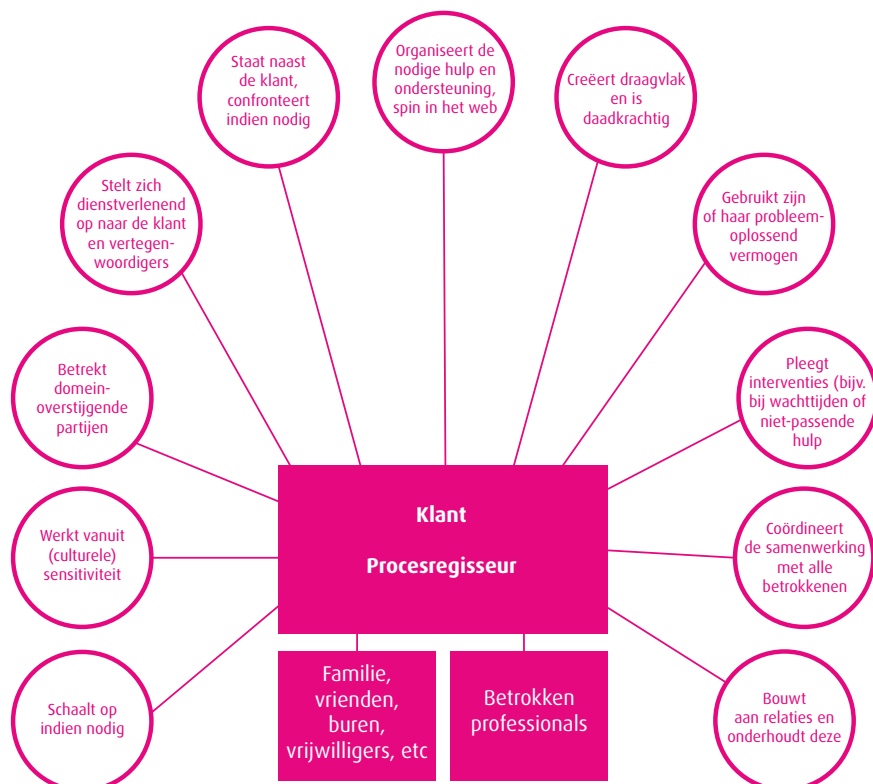 Organiseert de
nodige hulp en
ondersteuning,
spin in het web
Staat naast
de klant,
confronteert
indien nodig
Creëert draagvlak
en is
daadkrachtig
Stelt zich
dienstverlenend
op naar de klant
en vertegen-
woordigers
Gebruikt zijn
of haar probleem-
oplossend
vermogen
Betrekt
domein-
overstijgende
partijen
Pleegt
interventies (bijv.
bij wachttijden of
niet-passende
hulp
Klant
Procesregisseur
Werkt vanuit
(culturele)
sensitiviteit
Coördineert
de samenwerking
met alle
betrokkenen
Schaalt op
indien nodig
Familie,
vrienden,
buren,
vrijwilligers, etc
Betrokken
professionals
Bouwt
aan relaties en
onderhoudt deze